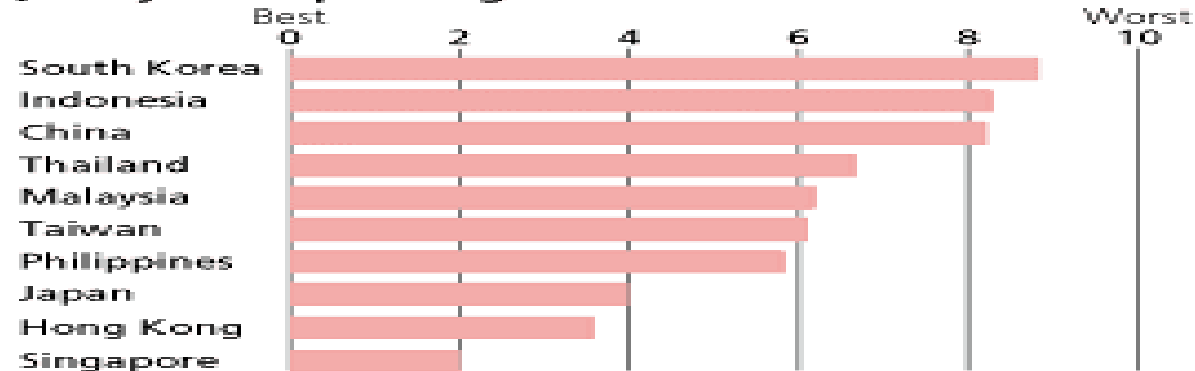 Best Worst
0 2 4 6 8 10
South Korea
Indonesia
China
Thailand
Malaysia
Taiwan
Philippines
Japan
Hong Kong
Singapore